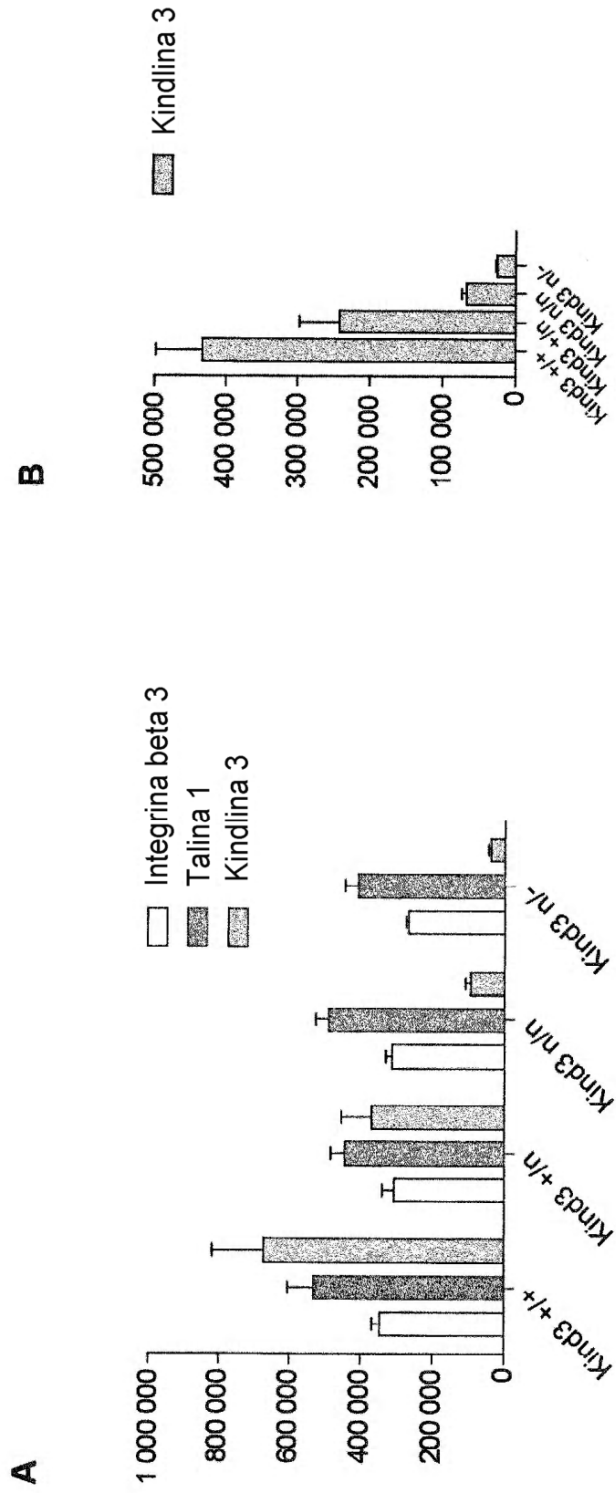 A
1 000 000
800 000
600 000
400 000
200 000
0
Integrina beta 3
Talina 1
Kindlina 3
Kind3 +/+
Kind3 +/n
Kind3 n/n
Kind3 n/-
B
500 000
400 000
300 000
200 000
100 000
0
Kindlina 3
Kind3 +/+
Kind3 +/n
Kind3 n/n
Kind3 n/-